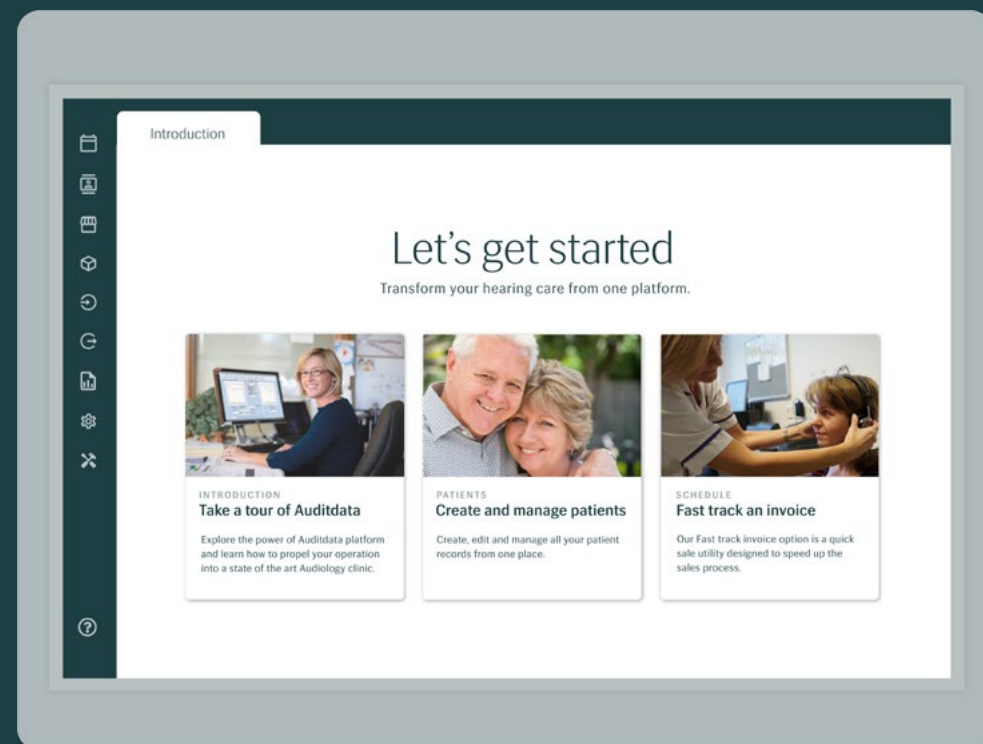 Introduction
Let's get started
Transform your hearing care from one platform.
INTRODUCTION
Take a tour of Auditdata
Explore the power of Auditdata platform
and learn how to propel your operation
into a state of the art Audiology clinic.
PATIENTS
Create and manage patients
Create, edit and manage all your patient
records from one place.
SCHEDULE
Fast track an invoice
Our Fast track invoice option is a quick
sale utility designed to speed up the
sales process.